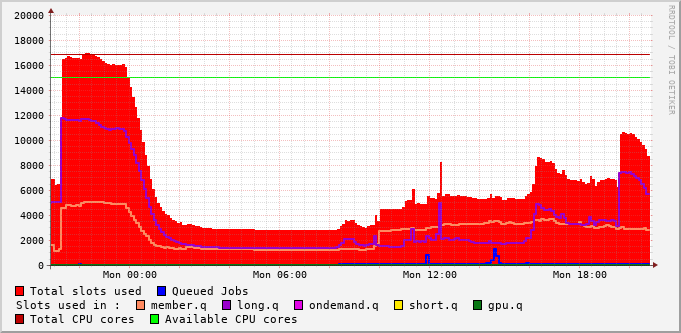 RRDTOOL / TOBI OETIKER
20000
18000
16000
14000
12000
10000
8000
6000
4000
2000
0
Mon 00:00 Mon 06:00 Mon 12:00 Mon 18:00
Total slots used Queued Jobs
Slots used in : member.q long.q ondemand.q short.q gpu.q
Total CPU cores Available CPU cores